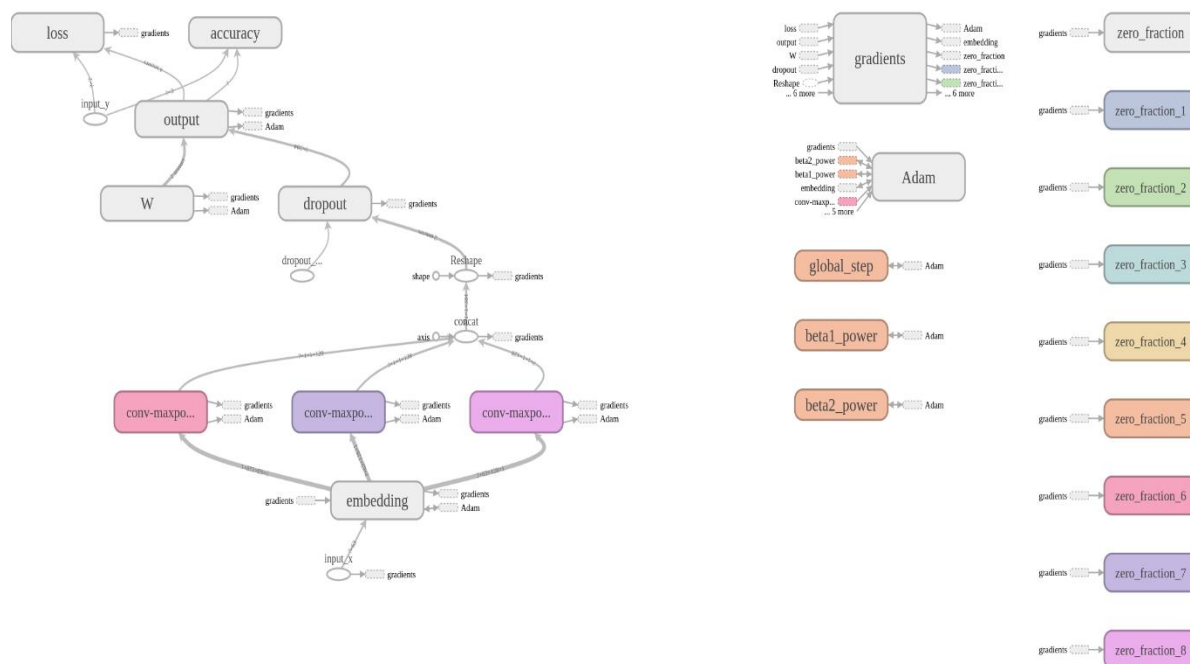 loss
gradients
accuracy
input_y
output
gradients
Adam
W
gradients
Adam
dropout
gradients
dropout_...
Reshape
shape
gradients
concat
axis
gradients
conv-maxpo...
gradients
Adam
conv-maxpo...
gradients
Adam
conv-maxpo...
gradients
Adam
gradients
embedding
gradients
Adam
input_x
gradients
loss
output
W
dropout
Reshape
... 6 more
gradients
Adam
embedding
zero_fraction
zero_fracti...
zero_fracti...
... 6 more
gradients
beta2_power
beta1_power
embedding
conv-maxp...
... 5 more
Adam
global_step
Adam
beta1_power
Adam
beta2_power
Adam
gradients
zero_fraction
gradients
zero_fraction_1
gradients
zero_fraction_2
gradients
zero_fraction_3
gradients
zero_fraction_4
gradients
zero_fraction_5
gradients
zero_fraction_6
gradients
zero_fraction_7
gradients
zero_fraction_8